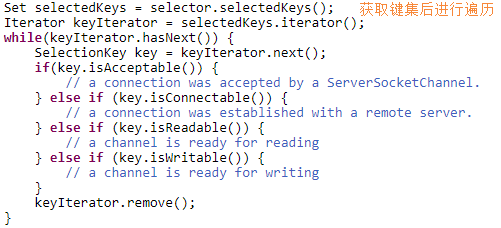 Set selectedKeys = selector.selectedKeys(); 获取键集后进行遍历
Iterator keyIterator = selectedKeys.iterator();
while(keyIterator.hasNext()) {
    SelectionKey key = keyIterator.next();
    if(key.isAcceptable()) {
        // a connection was accepted by a ServerSocketChannel.
    } else if (key.isConnectable()) {
        // a connection was established with a remote server.
    } else if (key.isReadable()) {
        // a channel is ready for reading
    } else if (key.isWritable()) {
        // a channel is ready for writing
    }
    keyIterator.remove();
}